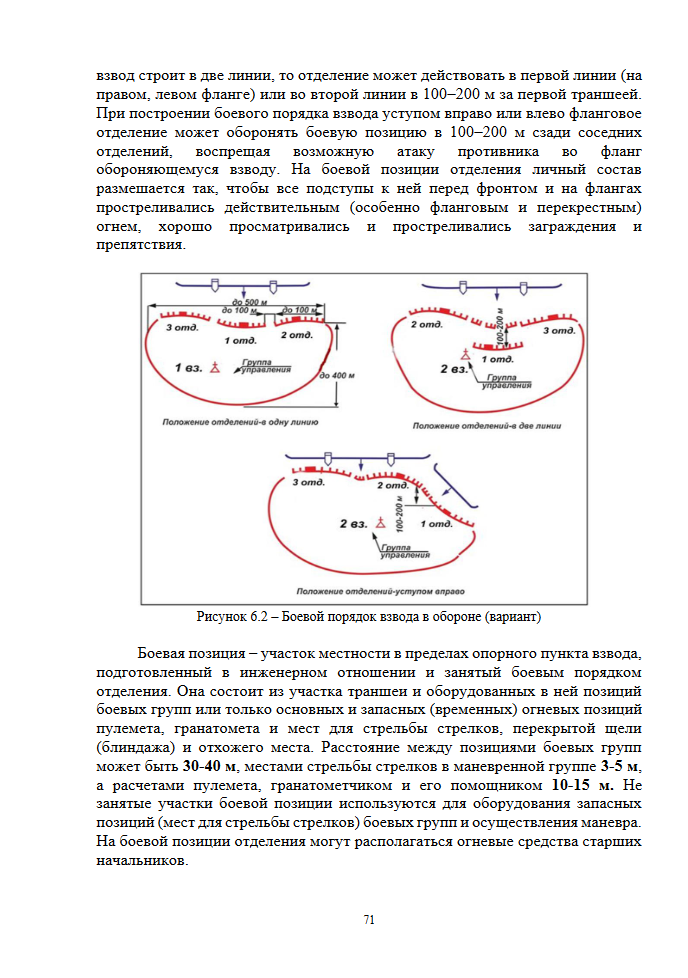 взвод строит в две линии, то отделение может действовать в первой линии (на
правом, левом фланге) или во второй линии в 100–200 м за первой траншеей.
При построении боевого порядка взвода уступом вправо или влево фланговое
отделение может оборонять боевую позицию в 100–200 м сзади соседних
отделений, воспрещая возможную атаку противника во фланг
обороняющемуся взводу. На боевой позиции отделения личный состав
размещается так, чтобы все подступы к ней перед фронтом и на флангах
простреливались действительным (особенно фланговым и перекрестным)
огнем, хорошо просматривались и простреливались заграждения и
препятствия.
до 500 м
до 100 м
до 100 м
3 отд.
1 отд.
2 отд.
1 вз.
Группа
управления
до 400 м
Положение отделений-в одну линию
2 отд.
100-200 м
3 отд.
1 отд.
2 вз.
Группа
управления
Положение отделений-в две линии
3 отд.
2 отд.
100-200 м
1 отд.
2 вз.
Группа
управления
Положение отделений-уступом вправо
Рисунок 6.2 – Боевой порядок взвода в обороне (вариант)
Боевая позиция – участок местности в пределах опорного пункта взвода,
подготовленный в инженерном отношении и занятый боевым порядком
отделения. Она состоит из участка траншеи и оборудованных в ней позиций
боевых групп или только основных и запасных (временных) огневых позиций
пулемета, гранатомета и мест для стрельбы стрелков, перекрытой щели
(блиндажа) и отхожего места. Расстояние между позициями боевых групп
может быть 30-40 м, местами стрельбы стрелков в маневренной группе 3-5 м,
а расчетами пулемета, гранатометчиком и его помощником 10-15 м. Не
занятые участки боевой позиции используются для оборудования запасных
позиций (мест для стрельбы стрелков) боевых групп и осуществления маневра.
На боевой позиции отделения могут располагаться огневые средства старших
начальников.
71